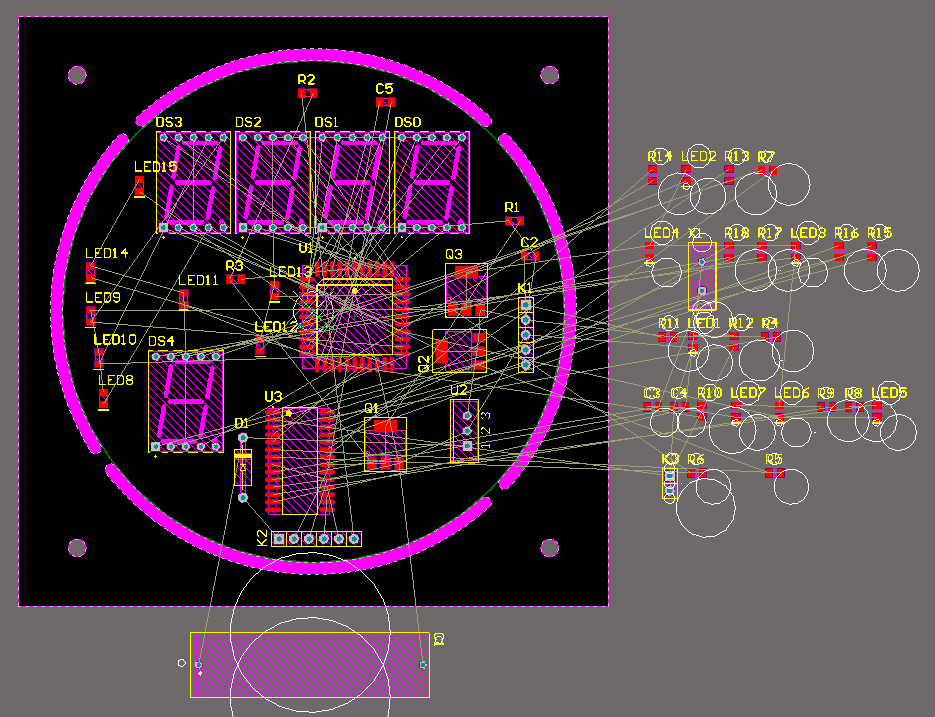 R2
C5
DS3 DS2 DS1 DS0
LED15
R14 LED2 R13 R7
R1
LED4 X1 R18 R17 LED3 R16 R15
U1
C2
LED14
Q3
R3
LED13
LED11
LED9
K1
LED12
R11 LED1 R12 R4
LED10
DS4
Q2
LED8
C3 C4 R10 LED7 LED6 R9 R8 LED5
U3
U2
Q1
3
2
D1
K3 R6 R5
K2